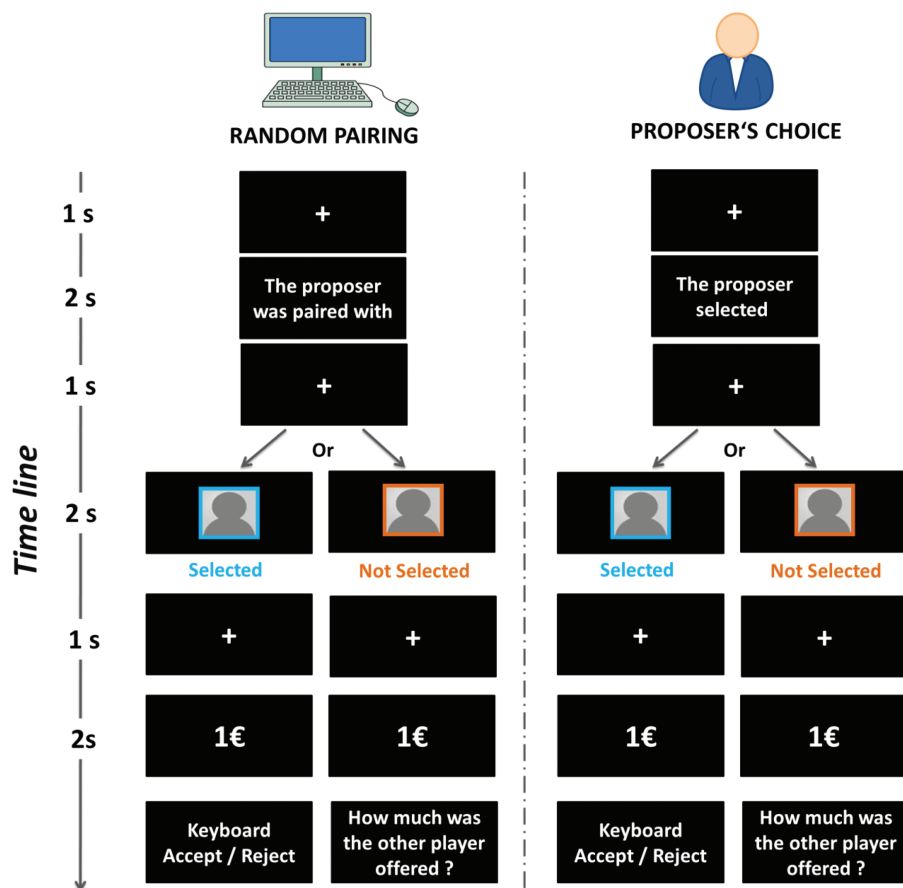 RANDOM PAIRING
PROPOSER'S CHOICE
Time line
1 s
+
+
2 s
The proposer
was paired with
The proposer
selected
1 s
+
+
Or
Or
2 s
Selected
Not Selected
Selected
Not Selected
1 s
+
+
+
+
2s
1€
1€
1€
1€
Keyboard
Accept / Reject
How much was
the other player
offered ?
Keyboard
Accept / Reject
How much was
the other player
offered ?